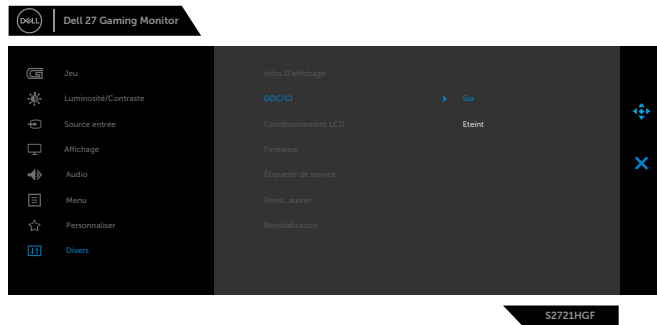 DELL
Dell 27 Gaming Monitor
Jeu
Luminosité/Contraste
Source entrée
Affichage
Audio
Menu
Personnaliser
Divers
Infos D'affichage
DDC/CI
Condtionnement LCD
Firmware
Étiquette de service
Réinit. autres
Réinitialisation
Sur
Eteint
S2721HGF